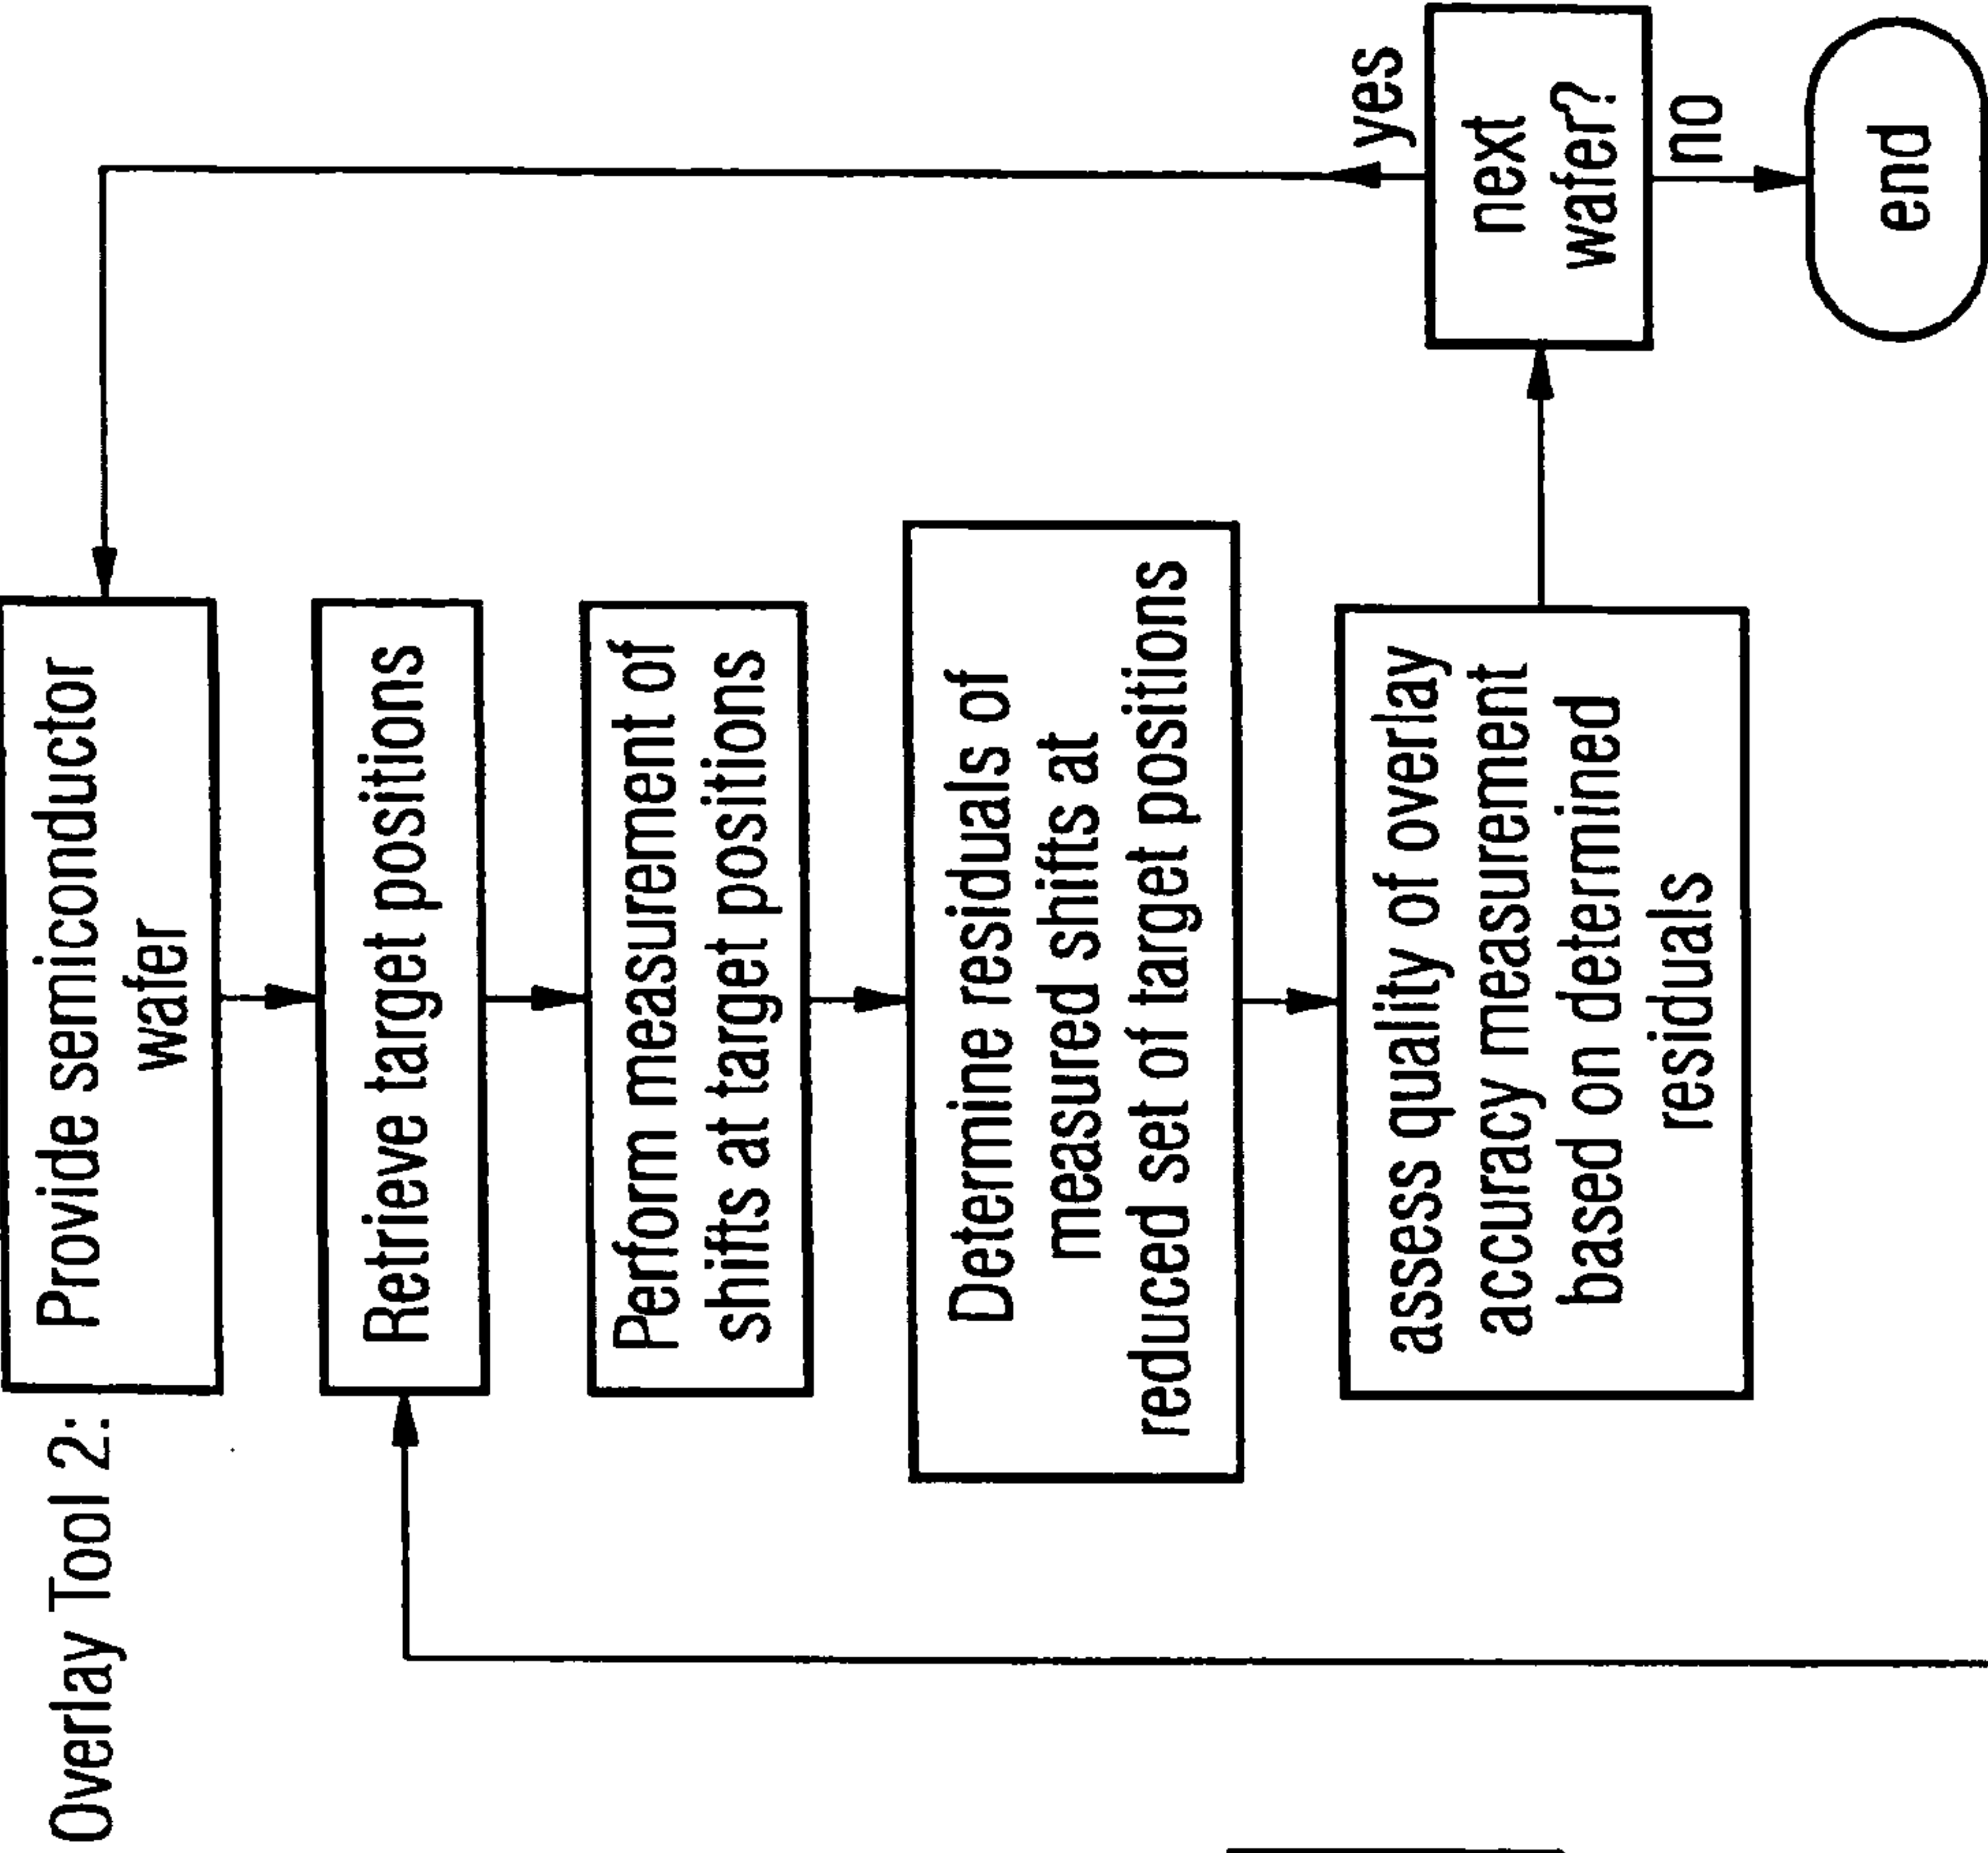 Overlay Tool 2:
Provide semiconductor
wafer
Retrieve target positions
Perform measurement of
shifts at target positions
Determine residuals of
measured shifts at
reduced set of target positions
assess quality of overlay
accuracy measurement
based on determined
residuals
next
wafer?
yes
no
end